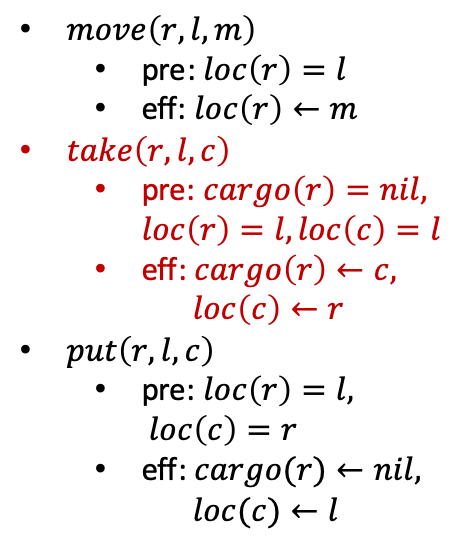 • move(r, l, m)
• pre: loc(r) = l
• eff: loc(r) ← m
• take(r, l, c)
• pre: cargo(r) = nil,
loc(r) = l, loc(c) = l
• eff: cargo(r) ← c,
loc(c) ← r
• put(r, l, c)
• pre: loc(r) = l,
loc(c) = r
• eff: cargo(r) ← nil,
loc(c) ← l